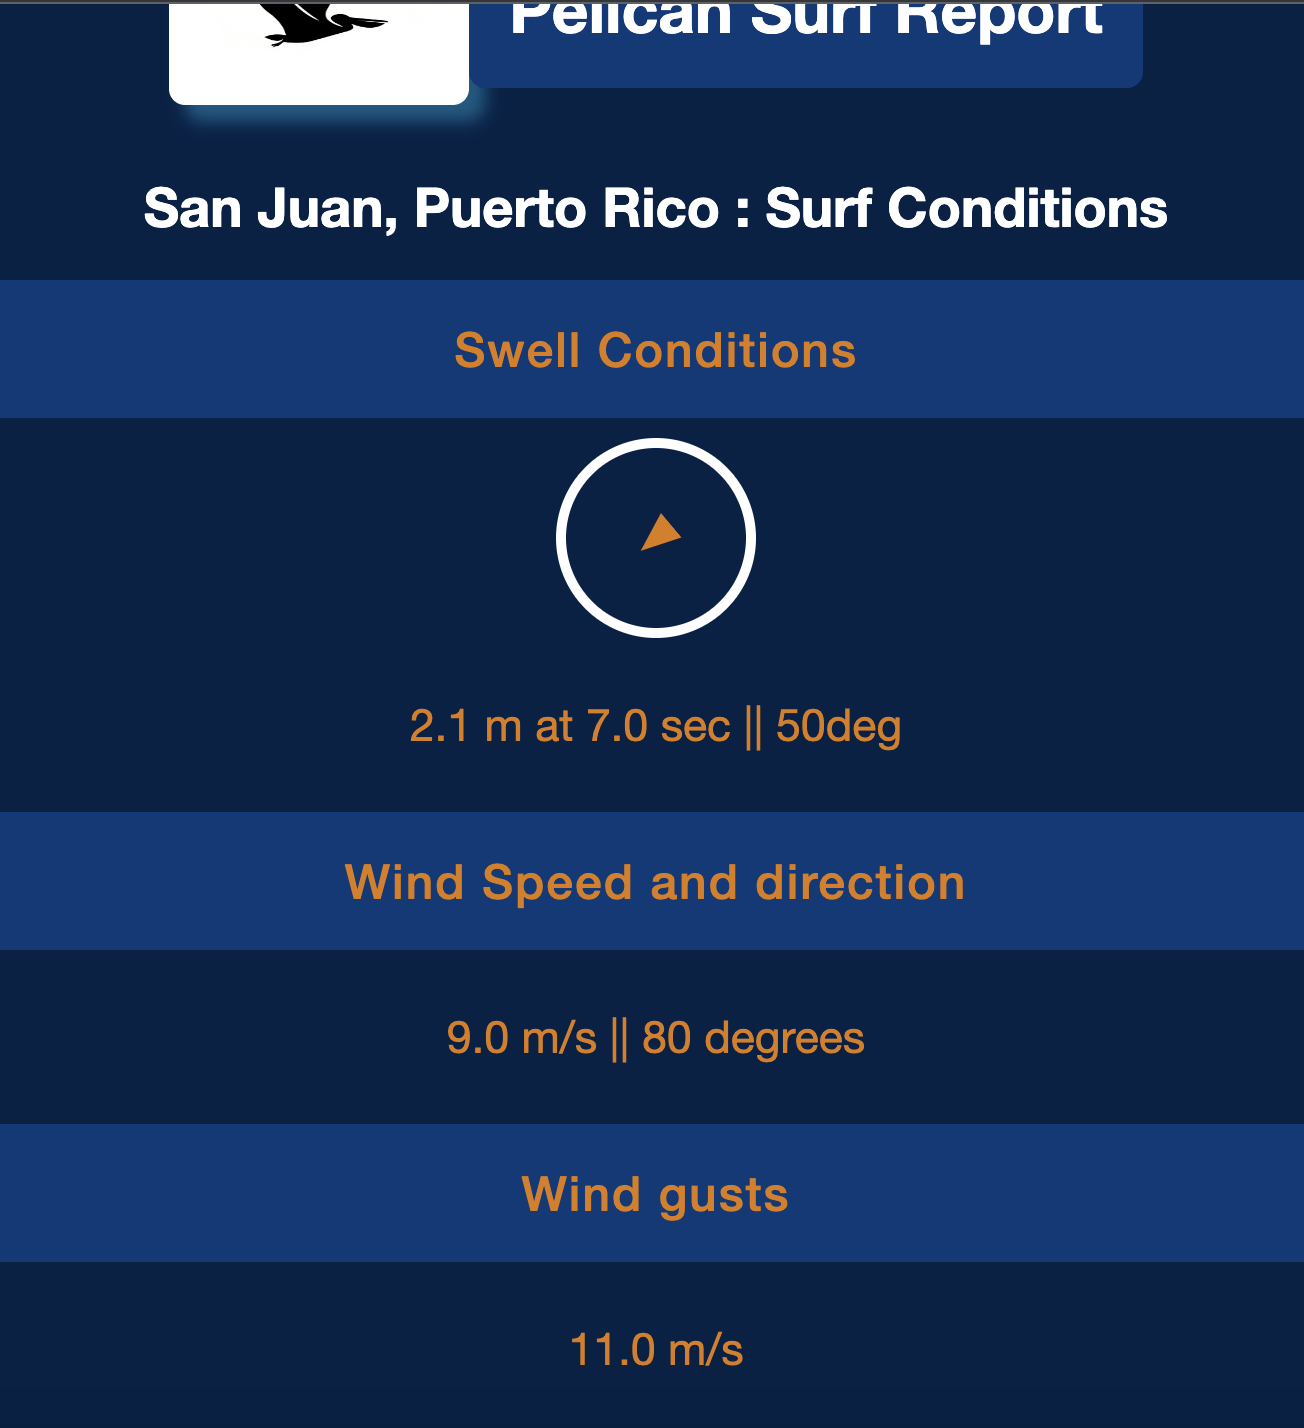 Pelican Surf Report
San Juan, Puerto Rico : Surf Conditions
Swell Conditions
2.1 m at 7.0 sec || 50deg
Wind Speed and direction
9.0 m/s || 80 degrees
Wind gusts
11.0 m/s